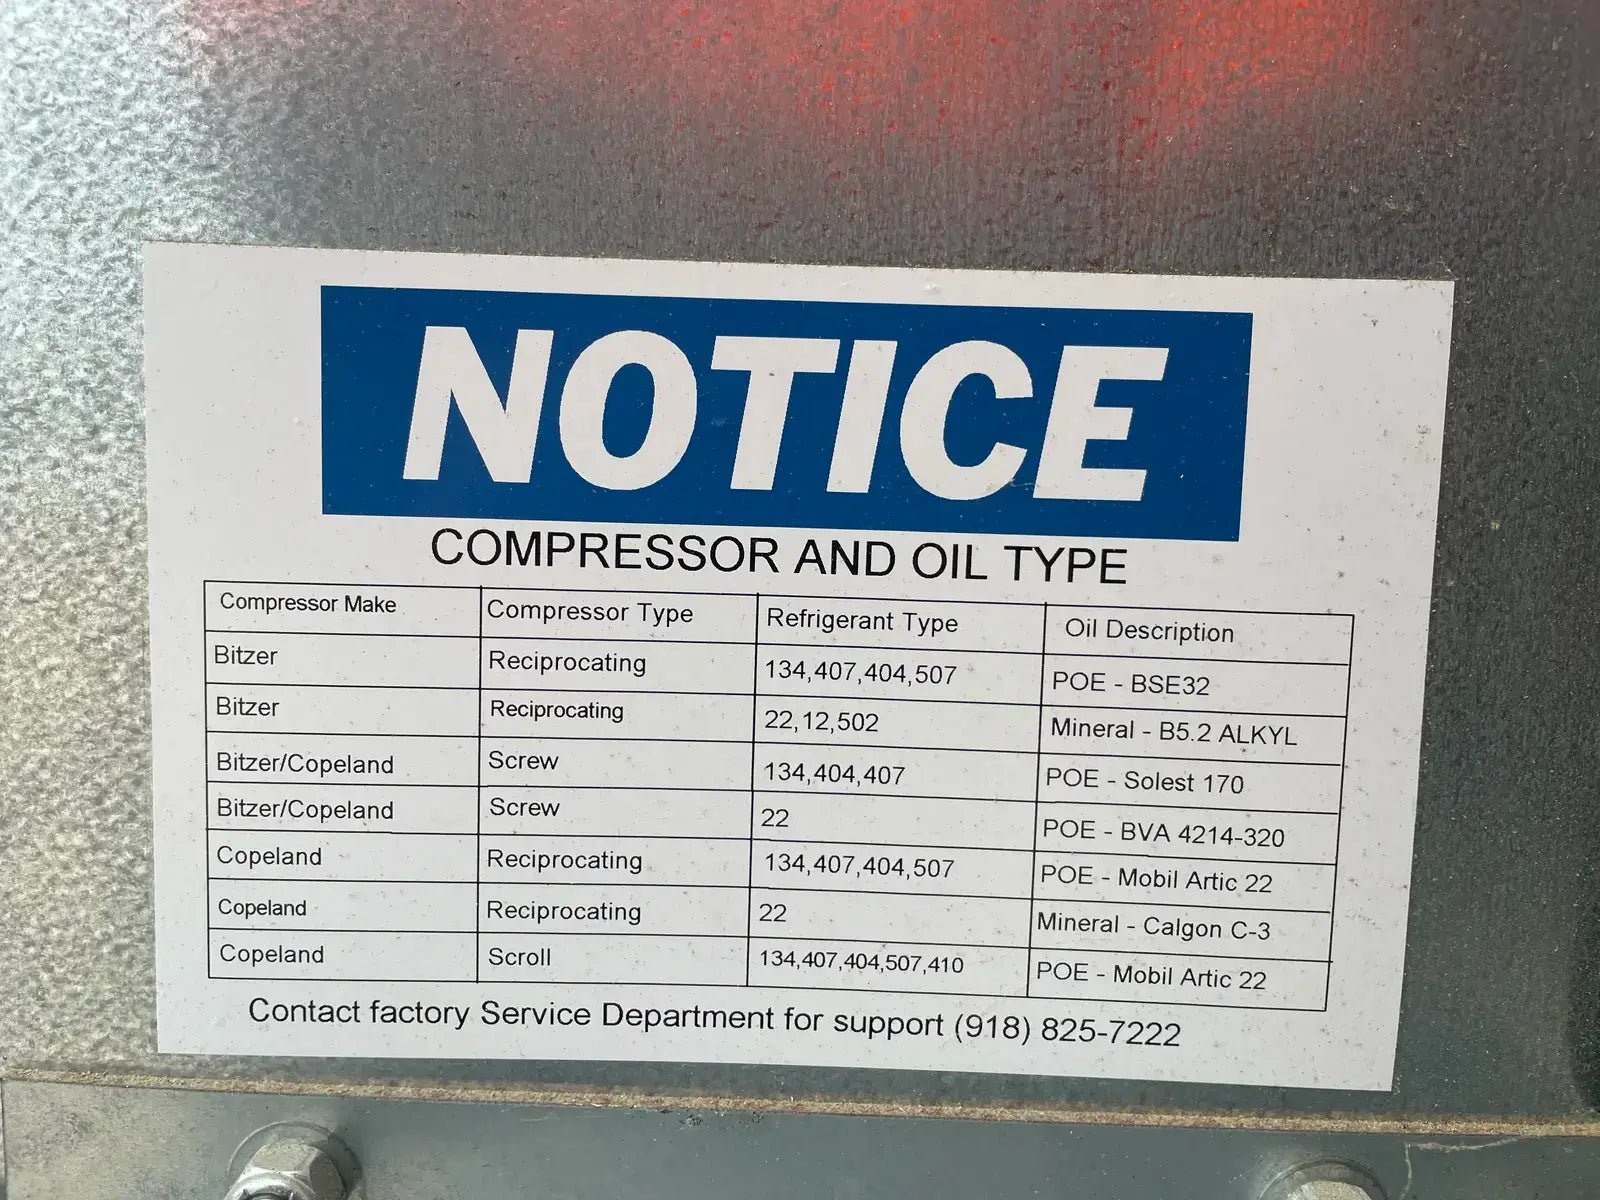 NOTICE
COMPRESSOR AND OIL TYPE
Compressor Make Compressor Type Refrigerant Type Oil Description
Bitzer Reciprocating 134,407,404,507 POE - BSE32
Bitzer Reciprocating 22,12,502 Mineral - B5.2 ALKYL
Bitzer/Copeland Screw 134,404,407 POE - Solest 170
Bitzer/Copeland Screw 22 POE - BVA 4214-320
Copeland Reciprocating 134,407,404,507 POE - Mobil Artic 22
Copeland Reciprocating 22 Mineral - Calgon C-3
Copeland Scroll 134,407,404,507,410 POE - Mobil Artic 22
Contact factory Service Department for support (918) 825-7222